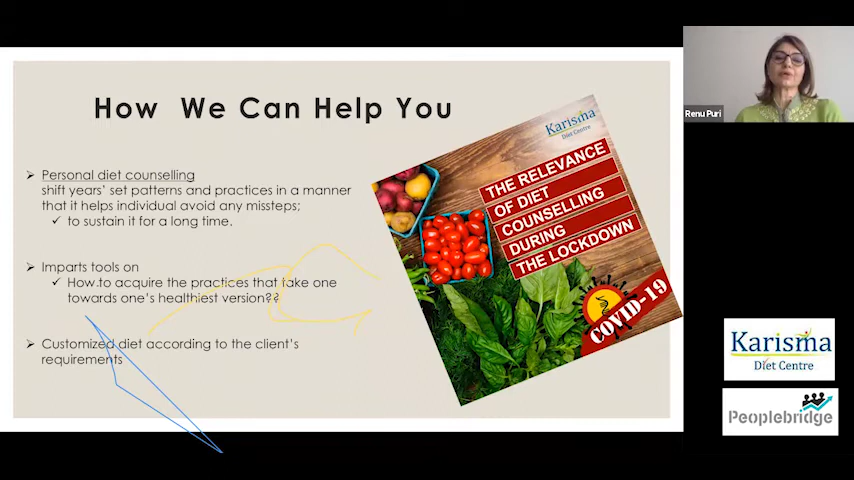 How We Can Help You
Personal diet counselling
shift years' set patterns and practices in a manner
that it helps individual avoid any missteps;
to sustain it for a long time.
Imparts tools on
How to acquire the practices that take one
towards one's healthiest version??
Customized diet according to the client's
requirements
Karisma
Diet Centre
THE RELEVANCE
OF DIET
COUNSELLING
DURING
THE LOCKDOWN
COVID-19
Renu Puri
Karisma
Diet Centre
Peoplebridge